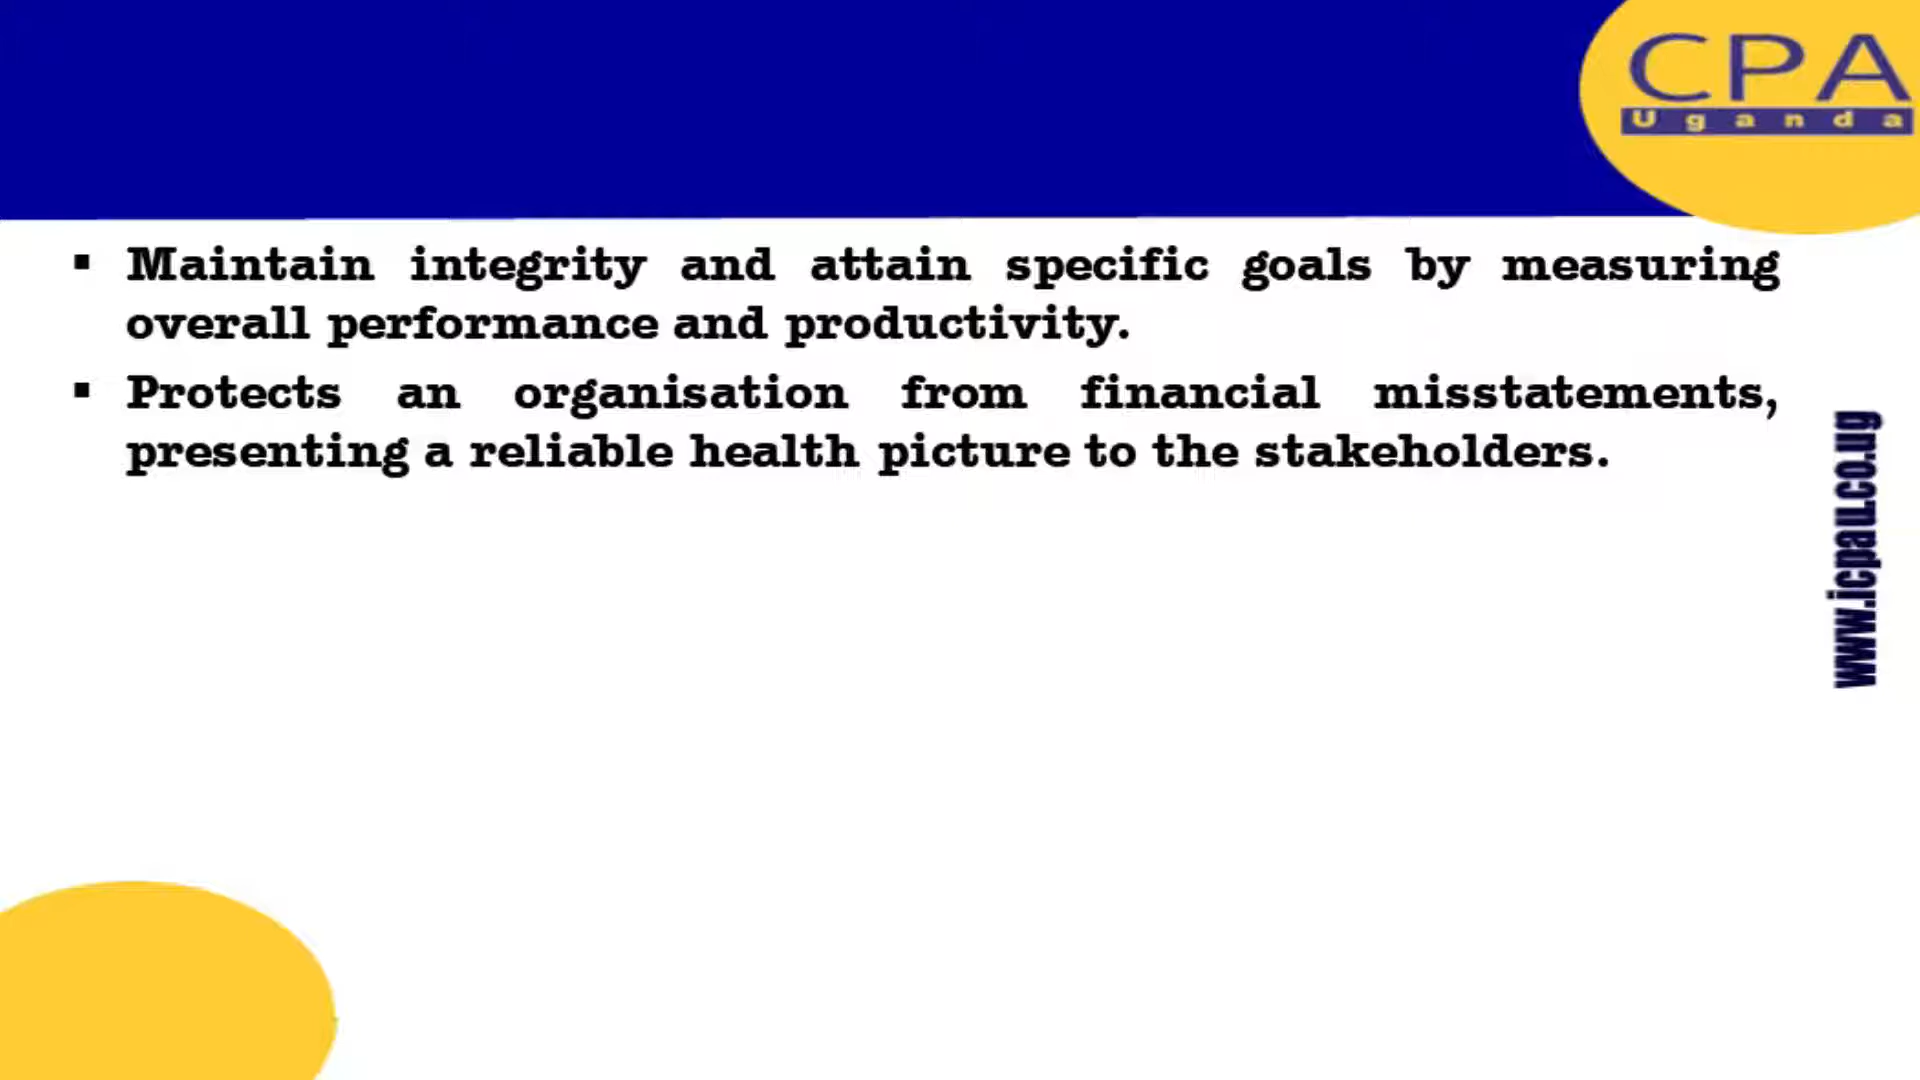 CPA
Uganda
▪ Maintain integrity and attain specific goals by measuring
overall performance and productivity.
▪ Protects an organisation from financial misstatements,
presenting a reliable health picture to the stakeholders.
www.icpau.co.ug